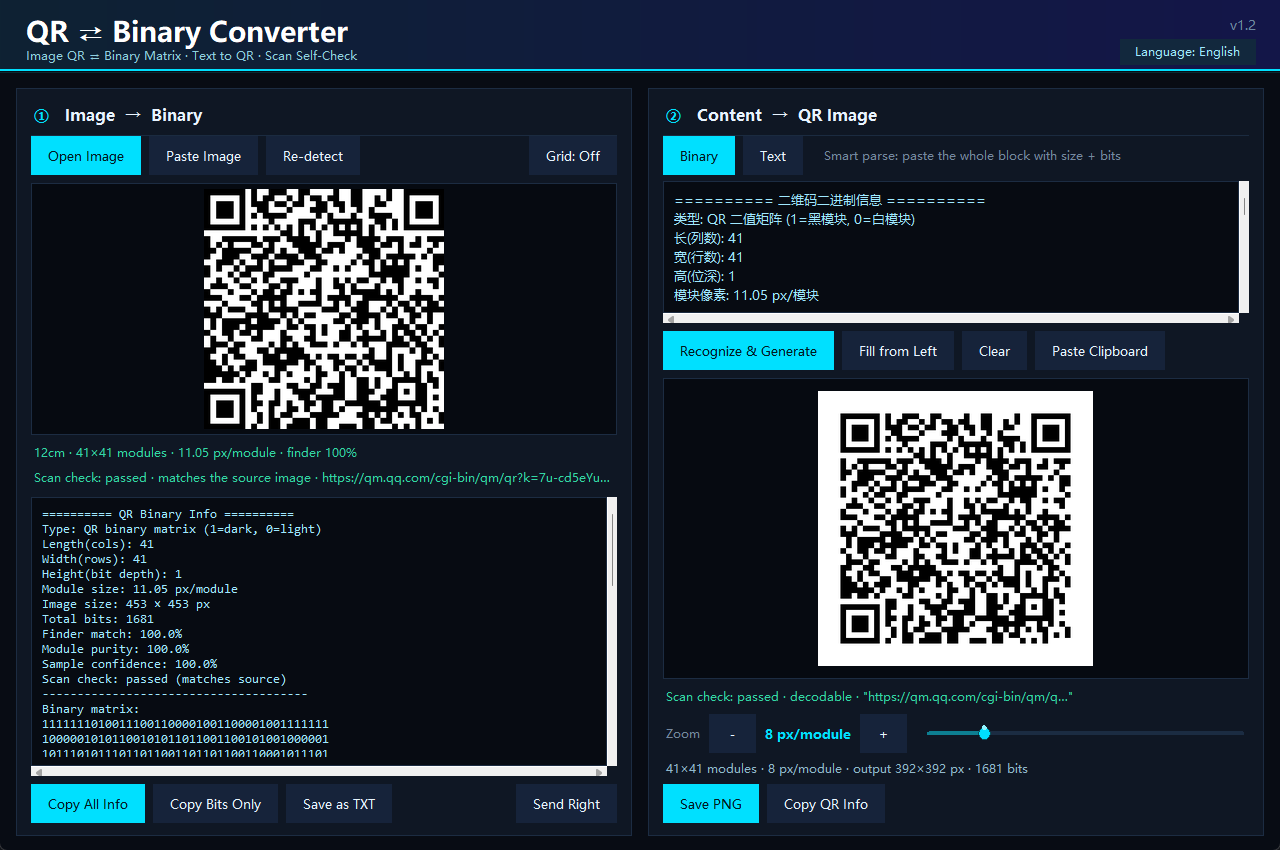 QR ⇄ Binary Converter
Image QR ⇄ Binary Matrix · Text to QR · Scan Self-Check
v1.2
Language: English
① Image → Binary
Open Image
Paste Image
Re-detect
Grid: Off
12cm · 41×41 modules · 11.05 px/module · finder 100%
Scan check: passed · matches the source image · https://qm.qq.com/cgi-bin/qm/qr?k=7u-cd5eYu...
========== QR Binary Info ==========
Type: QR binary matrix (1=dark, 0=light)
Length(cols): 41
Width(rows): 41
Height(bit depth): 1
Module size: 11.05 px/module
Image size: 453 × 453 px
Total bits: 1681
Finder match: 100.0%
Module purity: 100.0%
Sample confidence: 100.0%
Scan check: passed (matches source)
--------------------------------------
Binary matrix:
Copy All Info
Copy Bits Only
Save as TXT
Send Right
② Content → QR Image
Binary
Text
Smart parse: paste the whole block with size + bits
========== 二维码二进制信息 ==========
类型: QR 二值矩阵 (1=黑模块, 0=白模块)
长(列数): 41
宽(行数): 41
高(位深): 1
模块像素: 11.05 px/模块
Recognize & Generate
Fill from Left
Clear
Paste Clipboard
Scan check: passed · decodable · "https://qm.qq.com/cgi-bin/qm/q..."
Zoom
-
8 px/module
+
41×41 modules · 8 px/module · output 392×392 px · 1681 bits
Save PNG
Copy QR Info